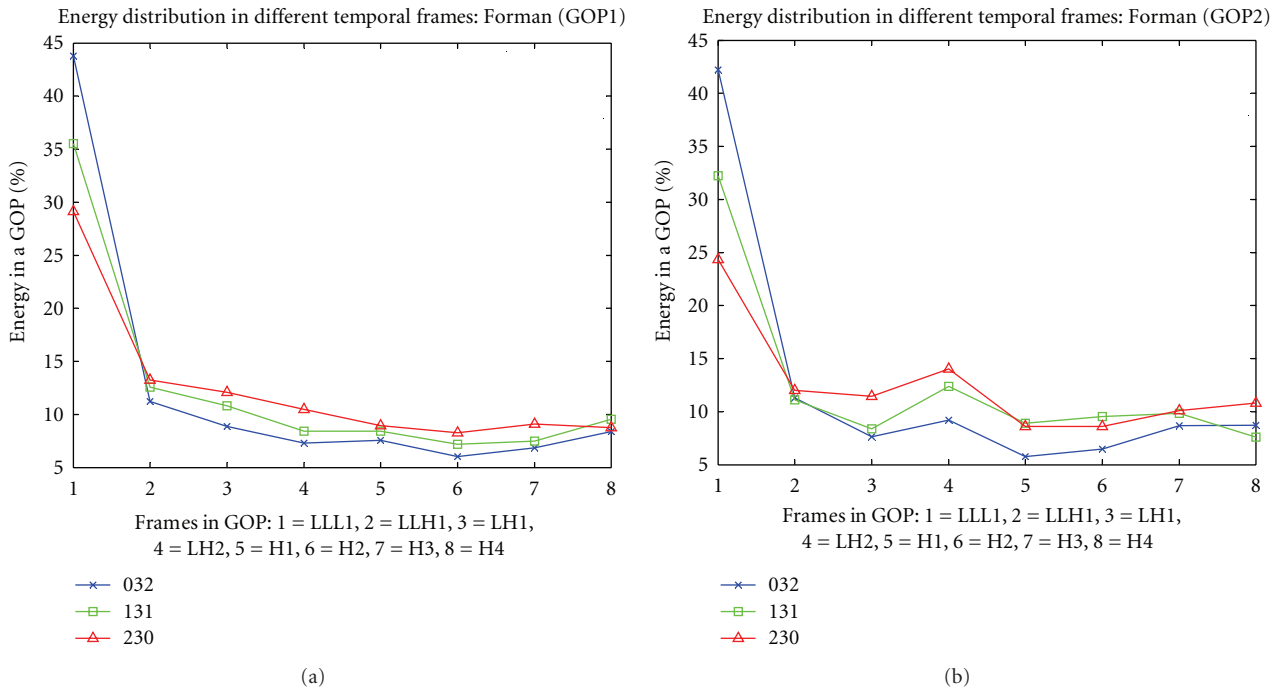 Energy distribution in different temporal frames: Forman (GOP1)
45
40
35
30
25
20
15
10
5
Energy in a GOP (%)
1 2 3 4 5 6 7 8
Frames in GOP: 1 = LLL1, 2 = LLH1, 3 = LH1,
4 = LH2, 5 = H1, 6 = H2, 7 = H3, 8 = H4
032
131
230
(a)
Energy distribution in different temporal frames: Forman (GOP2)
45
40
35
30
25
20
15
10
5
Energy in a GOP (%)
1 2 3 4 5 6 7 8
Frames in GOP: 1 = LLL1, 2 = LLH1, 3 = LH1,
4 = LH2, 5 = H1, 6 = H2, 7 = H3, 8 = H4
032
131
230
(b)